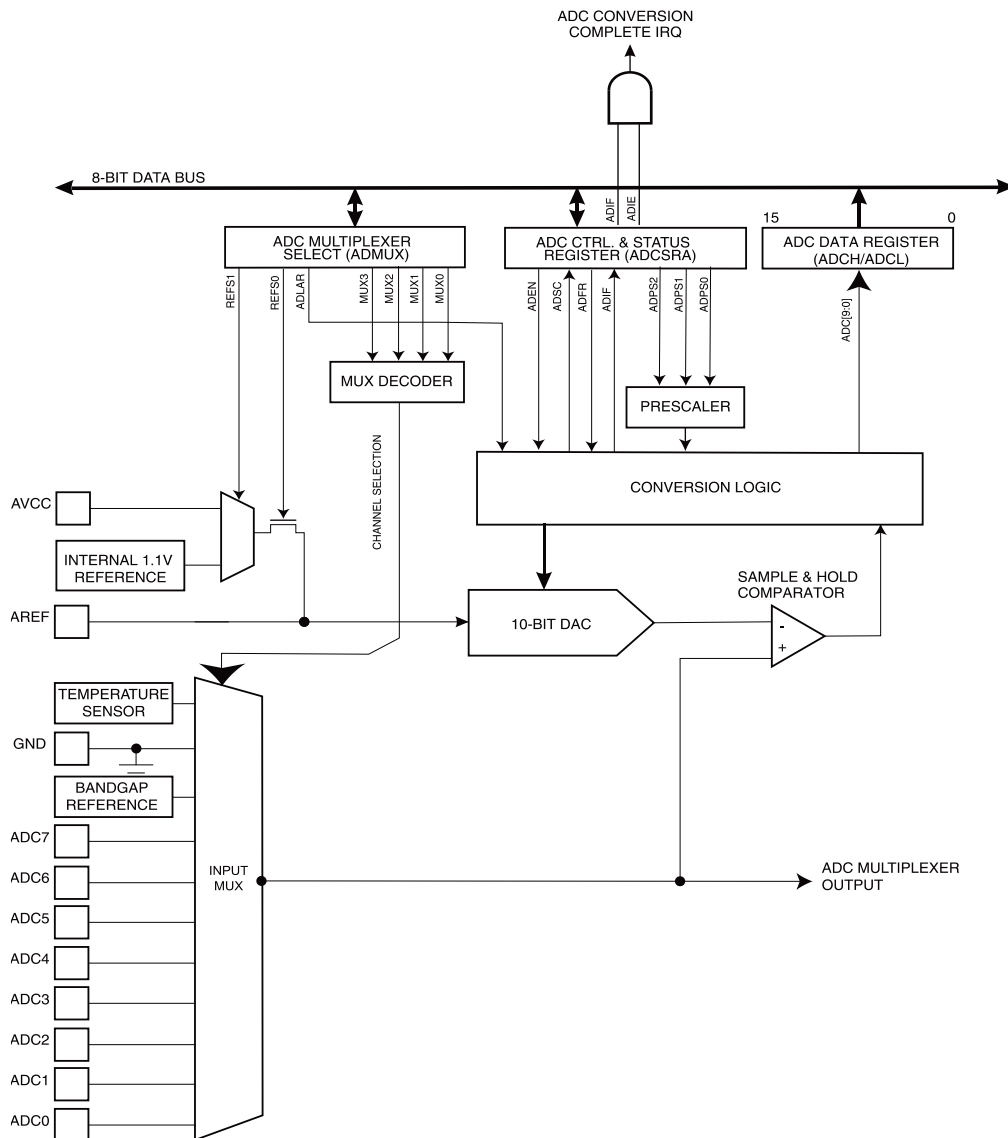 ADC CONVERSION
COMPLETE IRQ
8-BIT DATA BUS
ADIF
ADIE
15
0
ADC MULTIPLEXER
SELECT (ADMUX)
ADC CTRL. & STATUS
REGISTER (ADCSRA)
ADC DATA REGISTER
(ADCH/ADCL)
REFS1
REFS0
ADLAR
MUX3
MUX2
MUX1
MUX0
ADEN
ADSC
ADFR
ADIF
ADPS2
ADPS1
ADPS0
ADC[9:0]
MUX DECODER
PRESCALER
CHANNEL SELECTION
CONVERSION LOGIC
AVCC
INTERNAL 1.1V
REFERENCE
SAMPLE & HOLD
COMPARATOR
AREF
10-BIT DAC
-
+
TEMPERATURE
SENSOR
GND
BANDGAP
REFERENCE
ADC7
ADC6
ADC5
ADC4
ADC3
ADC2
ADC1
ADC0
INPUT
MUX
ADC MULTIPLEXER
OUTPUT